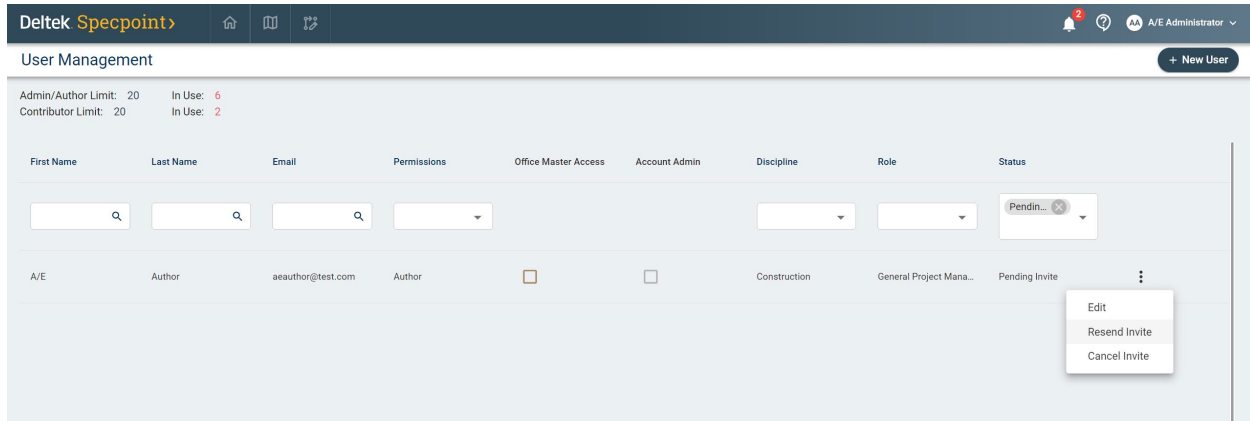 Deltek Specpoint
2
AA A/E Administrator
User Management
+ New User
Admin/Author Limit: 20 In Use: 6
Contributor Limit: 20 In Use: 2
First Name Last Name Email Permissions Office Master Access Account Admin Discipline Role Status
Pendin...
A/E Author aeauthor@test.com Author Construction General Project Mana... Pending Invite
Edit
Resend Invite
Cancel Invite